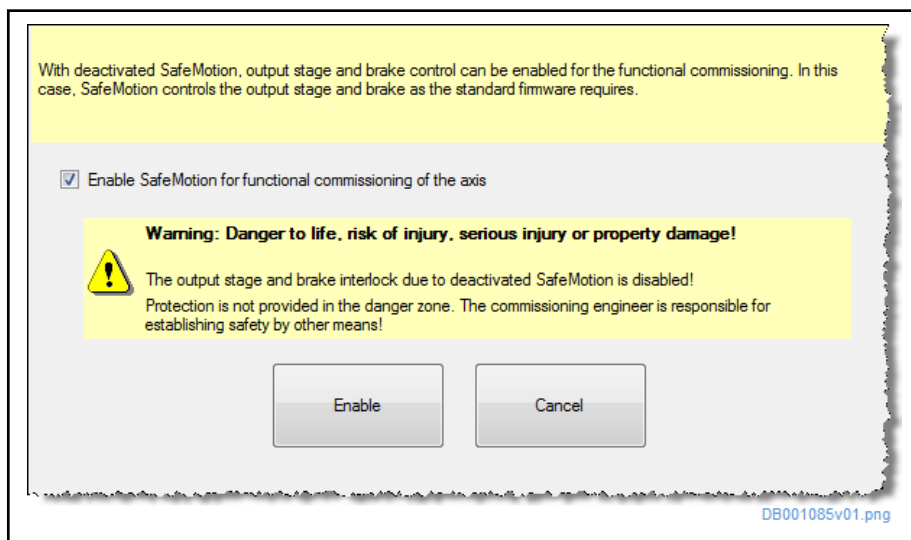 With deactivated SafeMotion, output stage and brake control can be enabled for the functional commissioning. In this
case, SafeMotion controls the output stage and brake as the standard firmware requires.
Enable SafeMotion for functional commissioning of the axis
Warning: Danger to life, risk of injury, serious injury or property damage!
The output stage and brake interlock due to deactivated SafeMotion is disabled!
Protection is not provided in the danger zone. The commissioning engineer is responsible for
establishing safety by other means!
Enable Cancel
DB001085v01.png